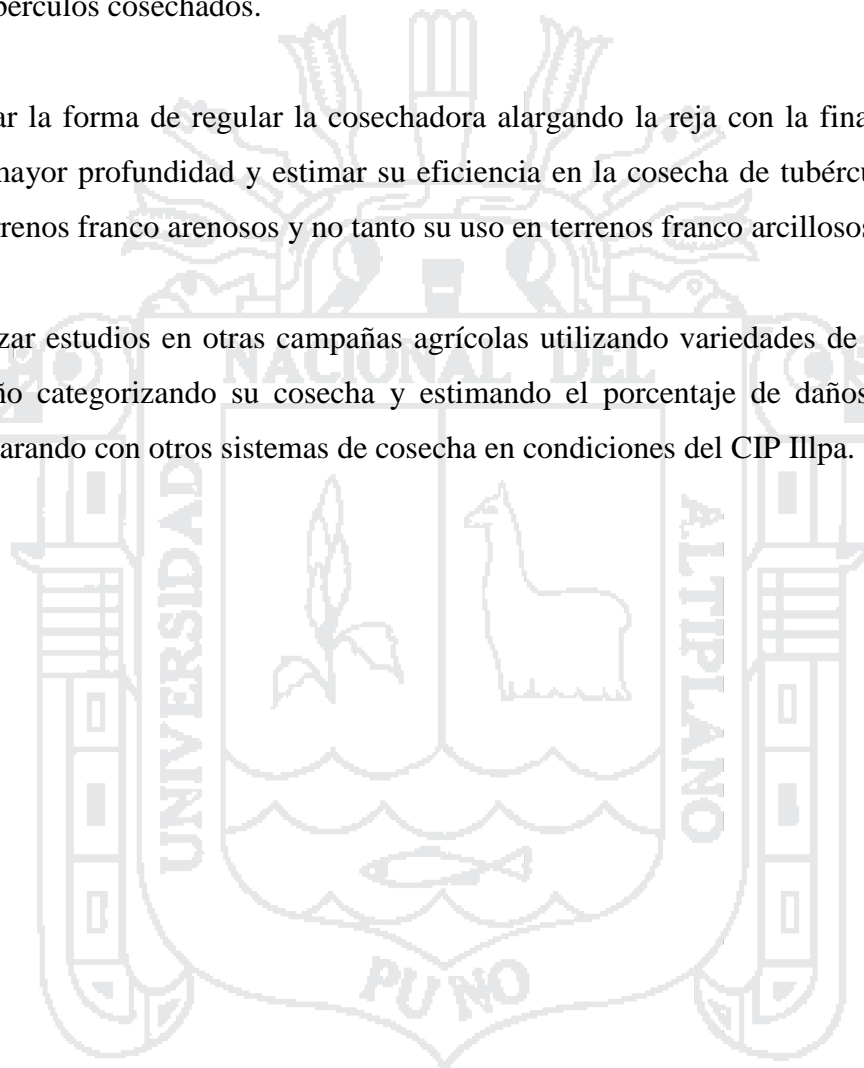 bérculos cosechados.
ar la forma de regular la cosechadora alargando la reja con la fina
mayor profundidad y estimar su eficiencia en la cosecha de tubércu
rrenos franco arenosos y no tanto su uso en terrenos franco arcillosos
zar estudios en otras campañas agrícolas utilizando variedades de
ño categorizando su cosecha y estimando el porcentaje de daños
arando con otros sistemas de cosecha en condiciones del CIP Illpa.
NACIONAL DEL
UNIVERSIDAD
ALTIPLANO
PUNO